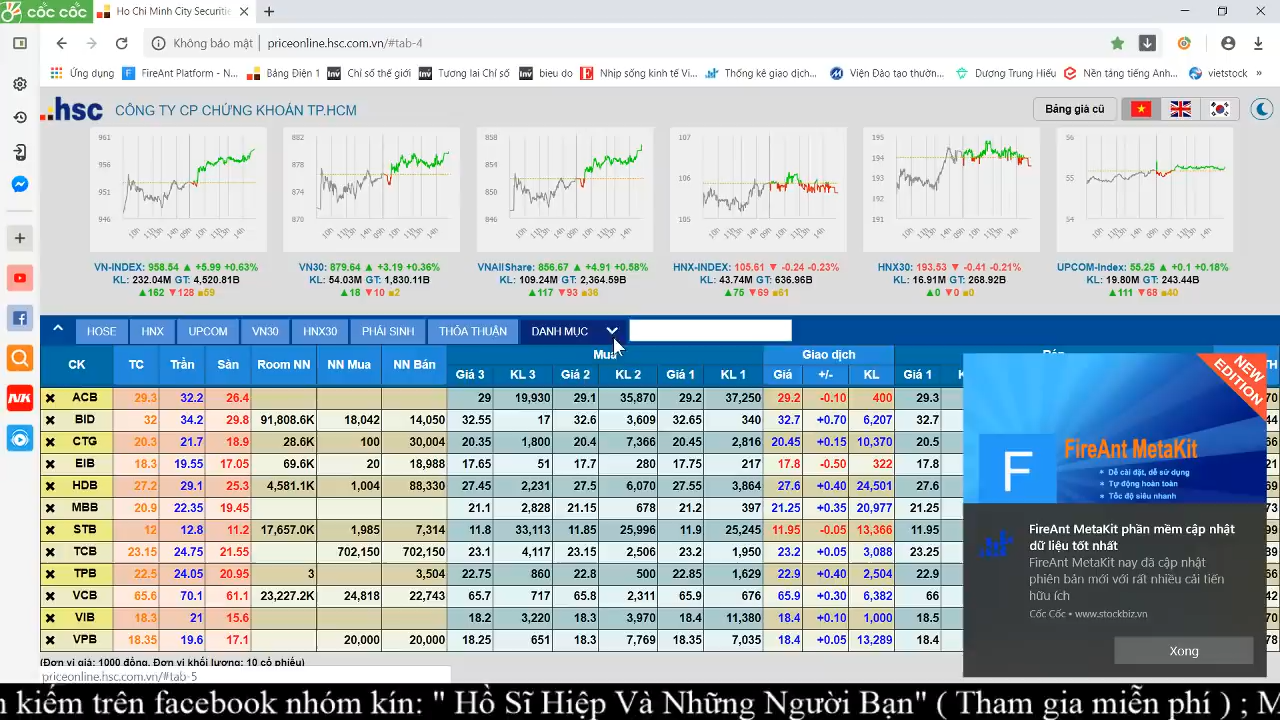 cốc cốc
Ho Chi Minh City Securitie
Không bảo mật
priceonline.hsc.com.vn/#tab-4
Ứng dụng
FireAnt Platform - N...
Bảng Điện 1
Chỉ số thế giới
Tương lai Chỉ số
bieu do
Nhịp sống kinh tế Vi...
Thống kê giao dịch...
Viện Đào tạo thườn...
Dương Trung Hiếu
Nền tảng tiếng Anh...
vietstock
»
.hsc CÔNG TY CP CHỨNG KHOÁN TP.HCM
Bảng giá cũ
961 956 951 946
882 878 874 870
858 854 850 846
107 106 105
195 194 193 192 191
56 55 54
VN-INDEX: 958.54 ▲ +5.99 +0.63%
KL: 232.04M GT: 4,520.81B
▲162 ▼128 ■59
VN30: 879.64 ▲ +3.19 +0.36%
KL: 54.03M GT: 1,830.11B
▲18 ▼10 ■2
VNAllShare: 856.67 ▲ +4.91 +0.58%
KL: 109.24M GT: 2,364.59B
▲117 ▼93 ■36
HNX-INDEX: 105.61 ▼ -0.24 -0.23%
KL: 43.74M GT: 636.96B
▲75 ▼69 ■61
HNX30: 193.53 ▼ -0.41 -0.21%
KL: 16.91M GT: 268.92B
▲0 ▼0 ■0
UPCOM-Index: 55.25 ▲ +0.1 +0.18%
KL: 19.80M GT: 243.44B
▲111 ▼68 ■40
HOSE HNX UPCOM VN30 HNX30 PHÁI SINH THỎA THUẬN DANH MỤC
CK TC Trần Sàn Room NN NN Mua NN Bán Mua Giao dịch Bán
Giá 3 KL 3 Giá 2 KL 2 Giá 1 KL 1 Giá +/- KL Giá 1
ACB 29.3 32.2 26.4 29 19,930 29.1 35,870 29.2 37,250 29.2 -0.10 400 29.3
BID 32 34.2 29.8 91,808.6K 18,042 14,050 32.55 17 32.6 3,609 32.65 340 32.7 +0.70 6,207 32.7
CTG 20.3 21.7 18.9 28.6K 100 30,004 20.35 1,800 20.4 7,366 20.45 2,816 20.45 +0.15 10,370 20.5
EIB 18.3 19.55 17.05 69.6K 20 18,988 17.65 51 17.7 280 17.75 217 17.8 -0.50 322 17.8
HDB 27.2 29.1 25.3 4,581.1K 1,004 88,330 27.45 2,231 27.5 6,070 27.55 3,864 27.6 +0.40 24,501 27.6
MBB 20.9 22.35 19.45 21.1 2,828 21.15 678 21.2 397 21.25 +0.35 20,977 21.25
STB 12 12.8 11.2 17,657.0K 1,985 7,314 11.8 33,113 11.85 25,996 11.9 25,245 11.95 -0.05 13,366 11.95
TCB 23.15 24.75 21.55 702,150 702,150 23.1 4,117 23.15 2,506 23.2 1,950 23.2 +0.05 3,088 23.25
TPB 22.5 24.05 20.95 3 3,504 22.75 860 22.8 500 22.85 1,629 22.9 +0.40 2,504 22.9
VCB 65.6 70.1 61.1 23,227.2K 24,818 22,743 65.7 717 65.8 2,311 65.9 676 65.9 +0.30 6,382 66
VIB 18.3 21 15.6 18.2 3,220 18.3 3,970 18.4 11,380 18.4 +0.10 1,000 18.5
VPB 18.35 19.6 17.1 20,000 20,000 18.25 651 18.3 7,769 18.35 7,035 18.4 +0.05 13,289 18.4
(Đơn vị giá: 1000 đồng. Đơn vị khối lượng: 10 cổ phiếu)
priceonline.hsc.com.vn/#tab-5
NEW EDITION
F FireAnt MetaKit
* Dễ cài đặt, dễ sử dụng
* Tự động hoàn toàn
* Tốc độ siêu nhanh
FireAnt MetaKit phần mềm cập nhật
dữ liệu tốt nhất
FireAnt MetaKit nay đã cập nhật
phiên bản mới với rất nhiều cải tiến
hữu ích
Cốc Cốc • www.stockbiz.vn
Xong
kiếm trên facebook nhóm kín: " Hồ Sĩ Hiệp Và Những Người Bạn" ( Tham gia miễn phí ) ; M